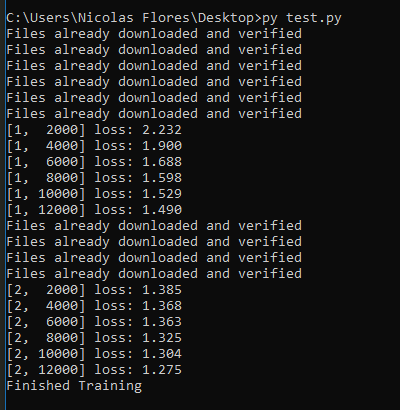 C:\Users\Nicolas Flores\Desktop>py test.py
Files already downloaded and verified
Files already downloaded and verified
Files already downloaded and verified
Files already downloaded and verified
Files already downloaded and verified
Files already downloaded and verified
[1,  2000] loss: 2.232
[1,  4000] loss: 1.900
[1,  6000] loss: 1.688
[1,  8000] loss: 1.598
[1, 10000] loss: 1.529
[1, 12000] loss: 1.490
Files already downloaded and verified
Files already downloaded and verified
Files already downloaded and verified
Files already downloaded and verified
[2,  2000] loss: 1.385
[2,  4000] loss: 1.368
[2,  6000] loss: 1.363
[2,  8000] loss: 1.325
[2, 10000] loss: 1.304
[2, 12000] loss: 1.275
Finished Training